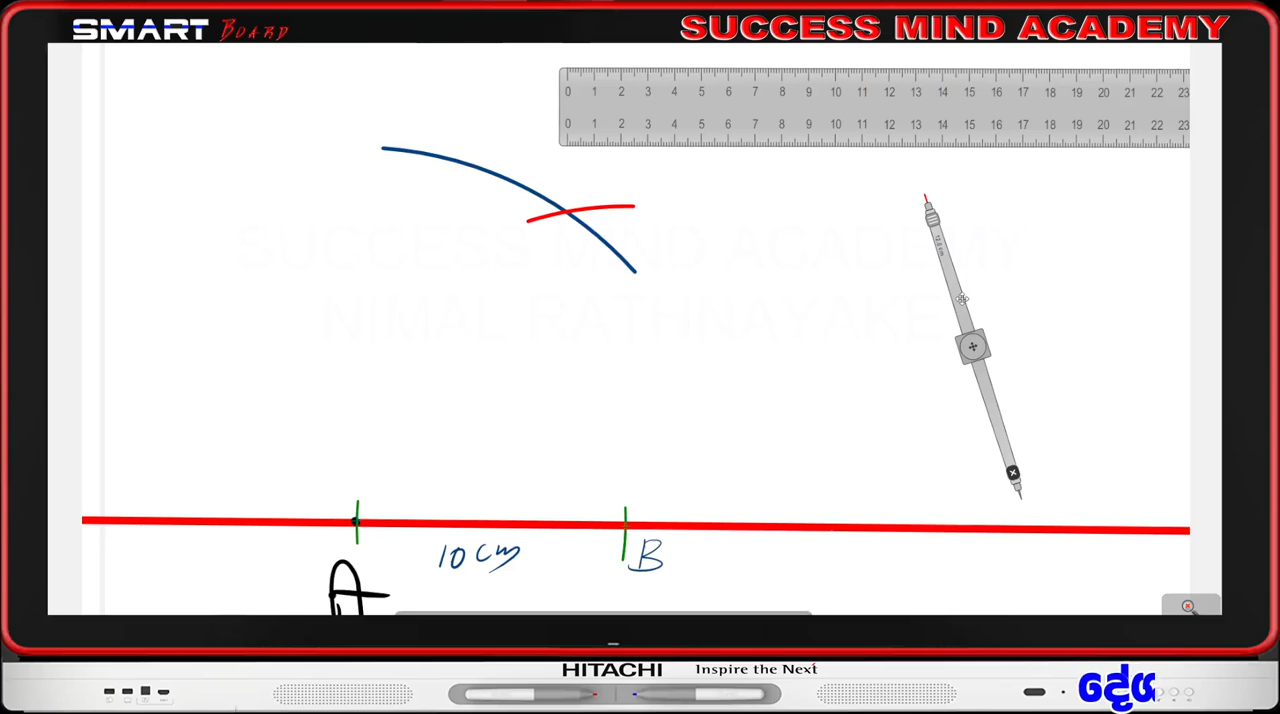 SMART Board
SUCCESS MIND ACADEMY
0 1 2 3 4 5 6 7 8 9 10 11 12 13 14 15 16 17 18 19 20 21 22 23
0 1 2 3 4 5 6 7 8 9 10 11 12 13 14 15 16 17 18 19 20 21 22 23
SUCCESS MIND ACADEMY
NIMAL RATHNAYAKE
10 cm
B
A
HITACHI Inspire the Next